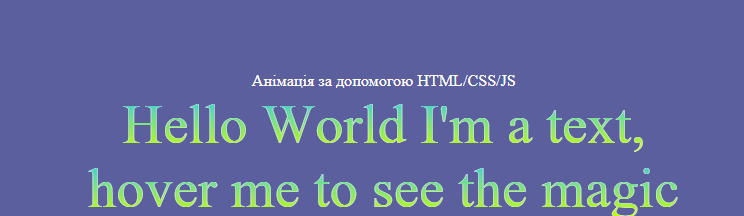 Анімація за допомогою HTML/CSS/JS
Hello World I'm a text,
hover me to see the magic